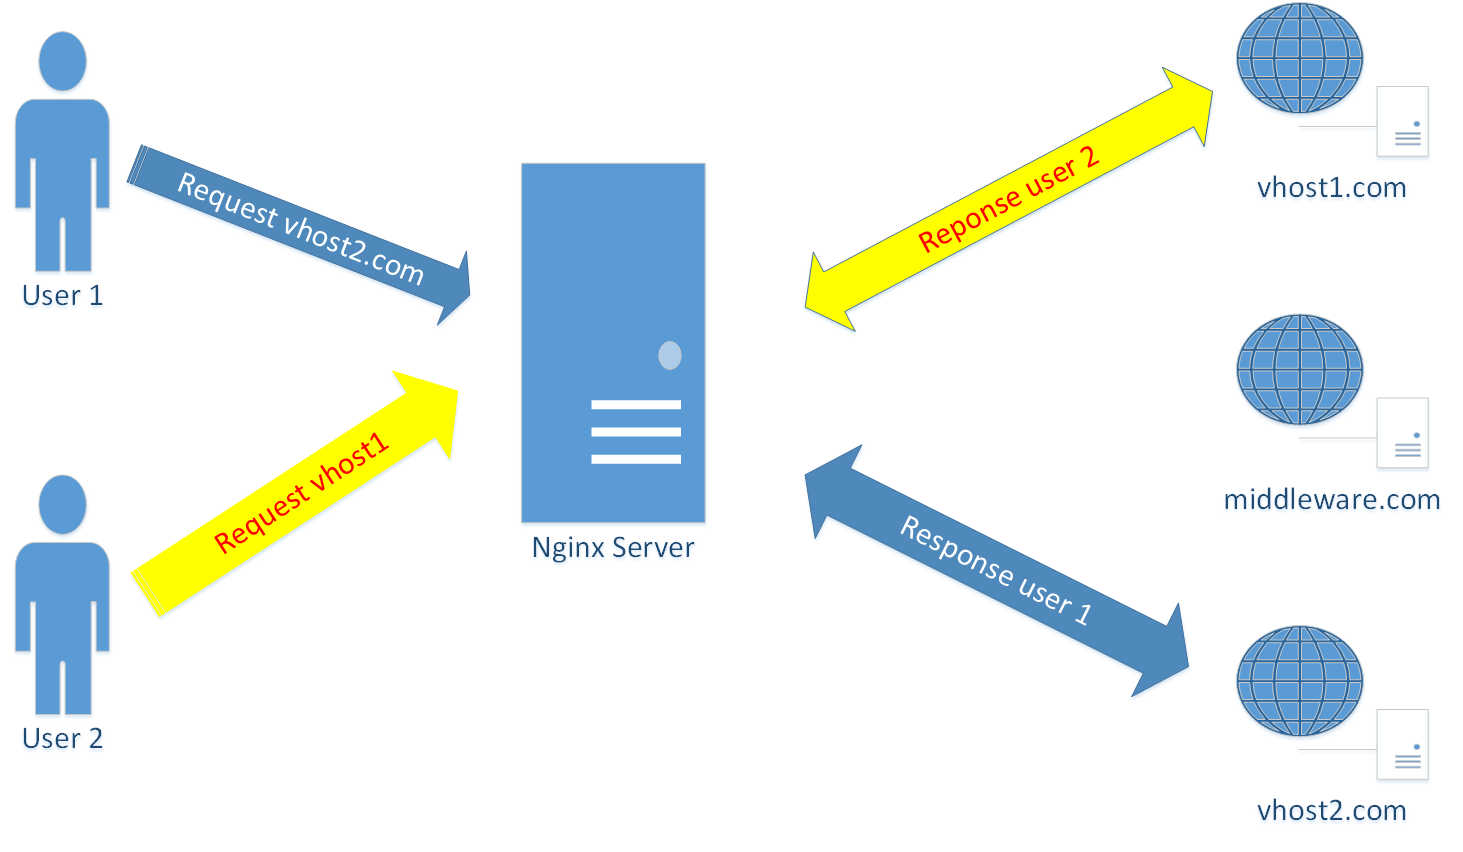 vhost1.com
Reponse user 2
Request vhost2.com
User 1
Request vhost1
middleware.com
Nginx Server
Response user 1
User 2
vhost2.com